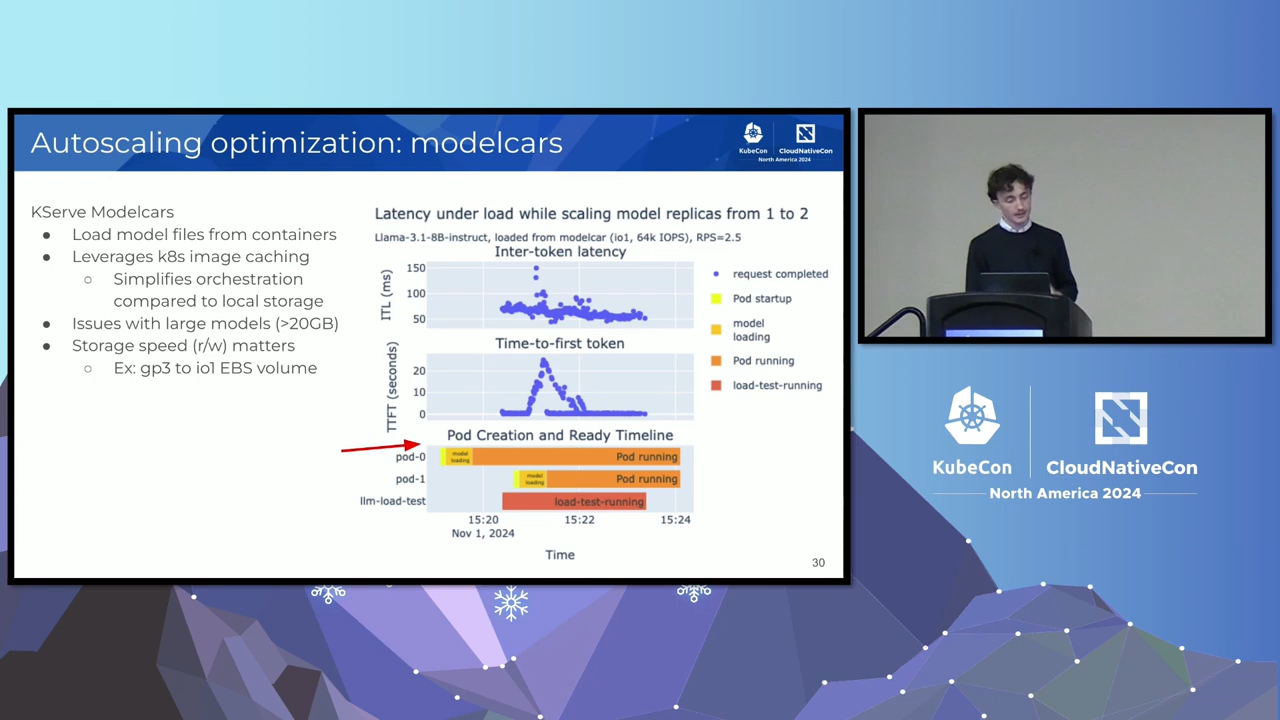 Autoscaling optimization: modelcars
KubeCon
CloudNativeCon
North America 2024
KServe Modelcars
● Load model files from containers
● Leverages k8s image caching
○ Simplifies orchestration
compared to local storage
● Issues with large models (>20GB)
● Storage speed (r/w) matters
○ Ex: gp3 to io1 EBS volume
Latency under load while scaling model replicas from 1 to 2
Llama-3.1-8B-instruct, loaded from modelcar (io1, 64k IOPS), RPS=2.5
Inter-token latency
ITL (ms)
150
100
50
Time-to-first token
TTFT (seconds)
20
10
0
Pod Creation and Ready Timeline
pod-0
model
loading
Pod running
pod-1
model
loading
Pod running
llm-load-test
load-test-running
15:20
15:22
15:24
Nov 1, 2024
Time
request completed
Pod startup
model
loading
Pod running
load-test-running
30
KubeCon
CloudNativeCon
North America 2024